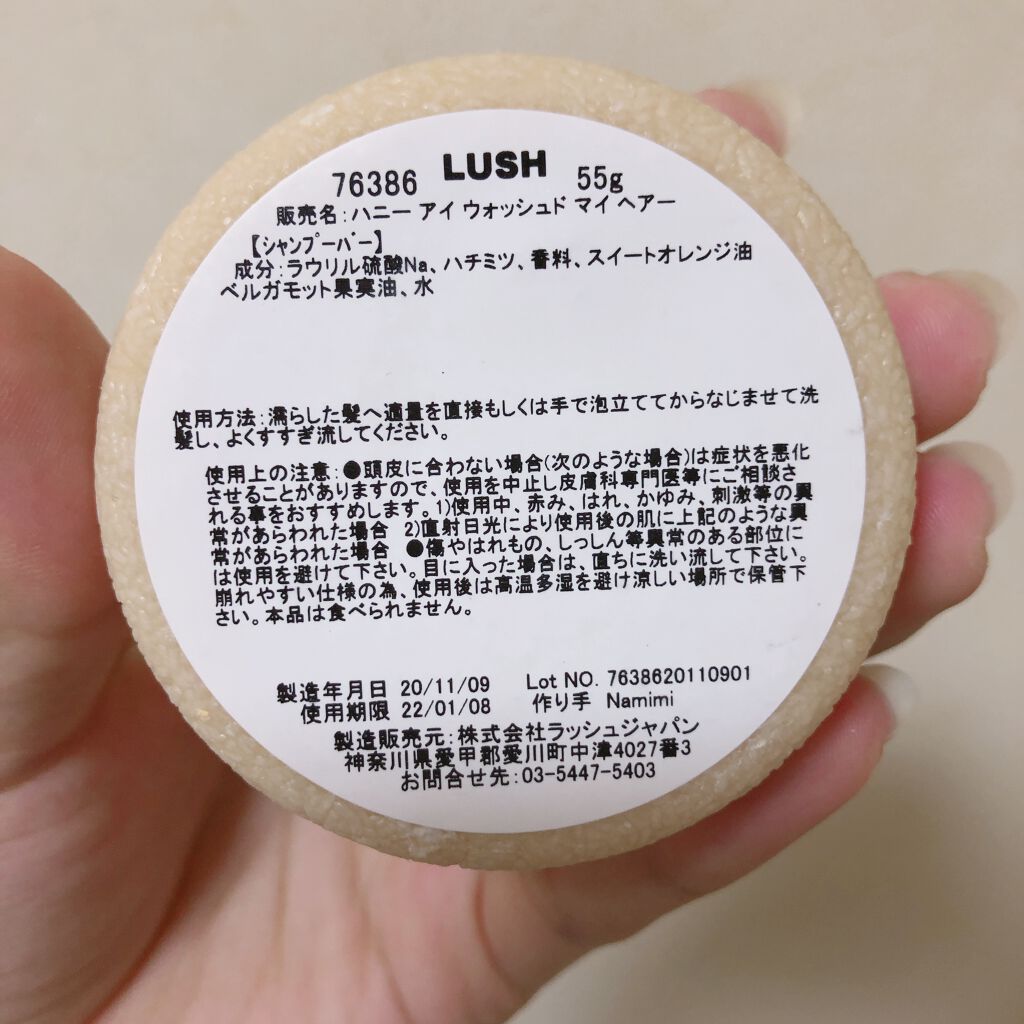 76386 LUSH 55g
販売名:ハニー アイ ウォッシュド マイ ヘアー
【シャンプーバー】
成分:ラウリル硫酸Na、ハチミツ、香料、スイートオレンジ油
ベルガモット果実油、水
使用方法:濡らした髪へ適量を直接もしくは手で泡立ててからなじませて洗
髪し、よくすすぎ流してください。
使用上の注意:●頭皮に合わない場合(次のような場合)は症状を悪化
させることがありますので、使用を中止し皮膚科専門医等にご相談さ
れる事をおすすめします。1)使用中、赤み、はれ、かゆみ、刺激等の異
常があらわれた場合 2)直射日光により使用後の肌に上記のような異
常があらわれた場合 ●傷やはれもの、しっしん等異常のある部位に
は使用を避けて下さい。目に入った場合は、直ちに洗い流して下さい。
崩れやすい仕様の為、使用後は高温多湿を避け涼しい場所で保管下
さい。本品は食べられません。
製造年月日 20/11/09 Lot NO. 7638620110901
使用期限 22/01/08 作り手 Namimi
製造販売元:株式会社ラッシュジャパン
神奈川県愛甲郡愛川町中津4027番3
お問合せ先:03-5447-5403